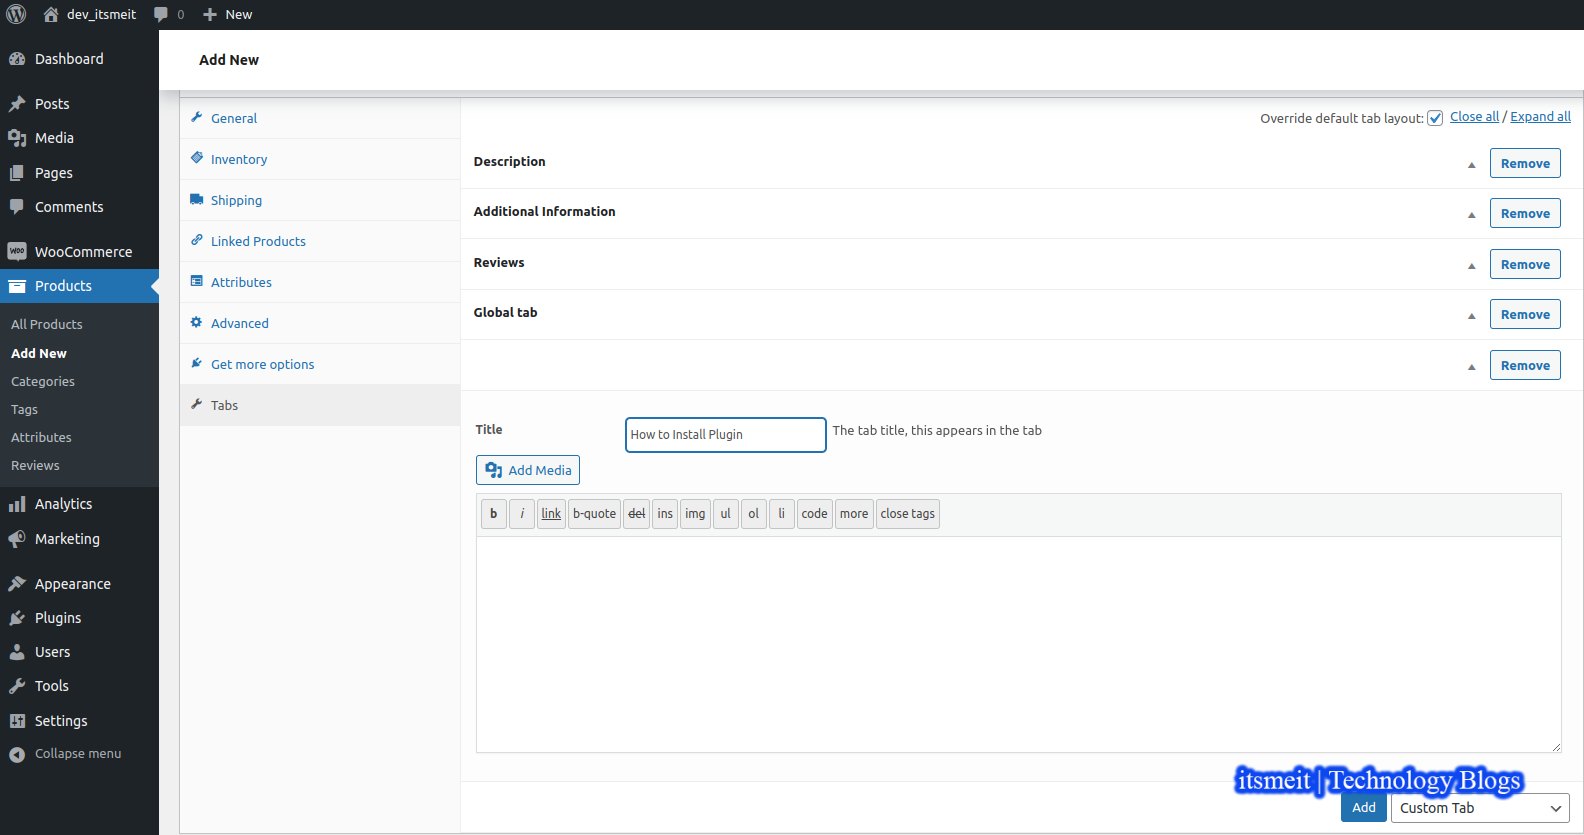 dev_itsmeit 0 New
Add New
Dashboard
Posts
Media
Pages
Comments
WooCommerce
Products
All Products
Add New
Categories
Tags
Attributes
Reviews
Analytics
Marketing
Appearance
Plugins
Users
Tools
Settings
Collapse menu
General
Inventory
Shipping
Linked Products
Attributes
Advanced
Get more options
Tabs
Override default tab layout: Close all / Expand all
Description Remove
Additional Information Remove
Reviews Remove
Global tab Remove
Remove
Title How to Install Plugin The tab title, this appears in the tab
Add Media
b i link b-quote del ins img ul ol li code more close tags
itsmeit | Technology Blogs
Add Custom Tab